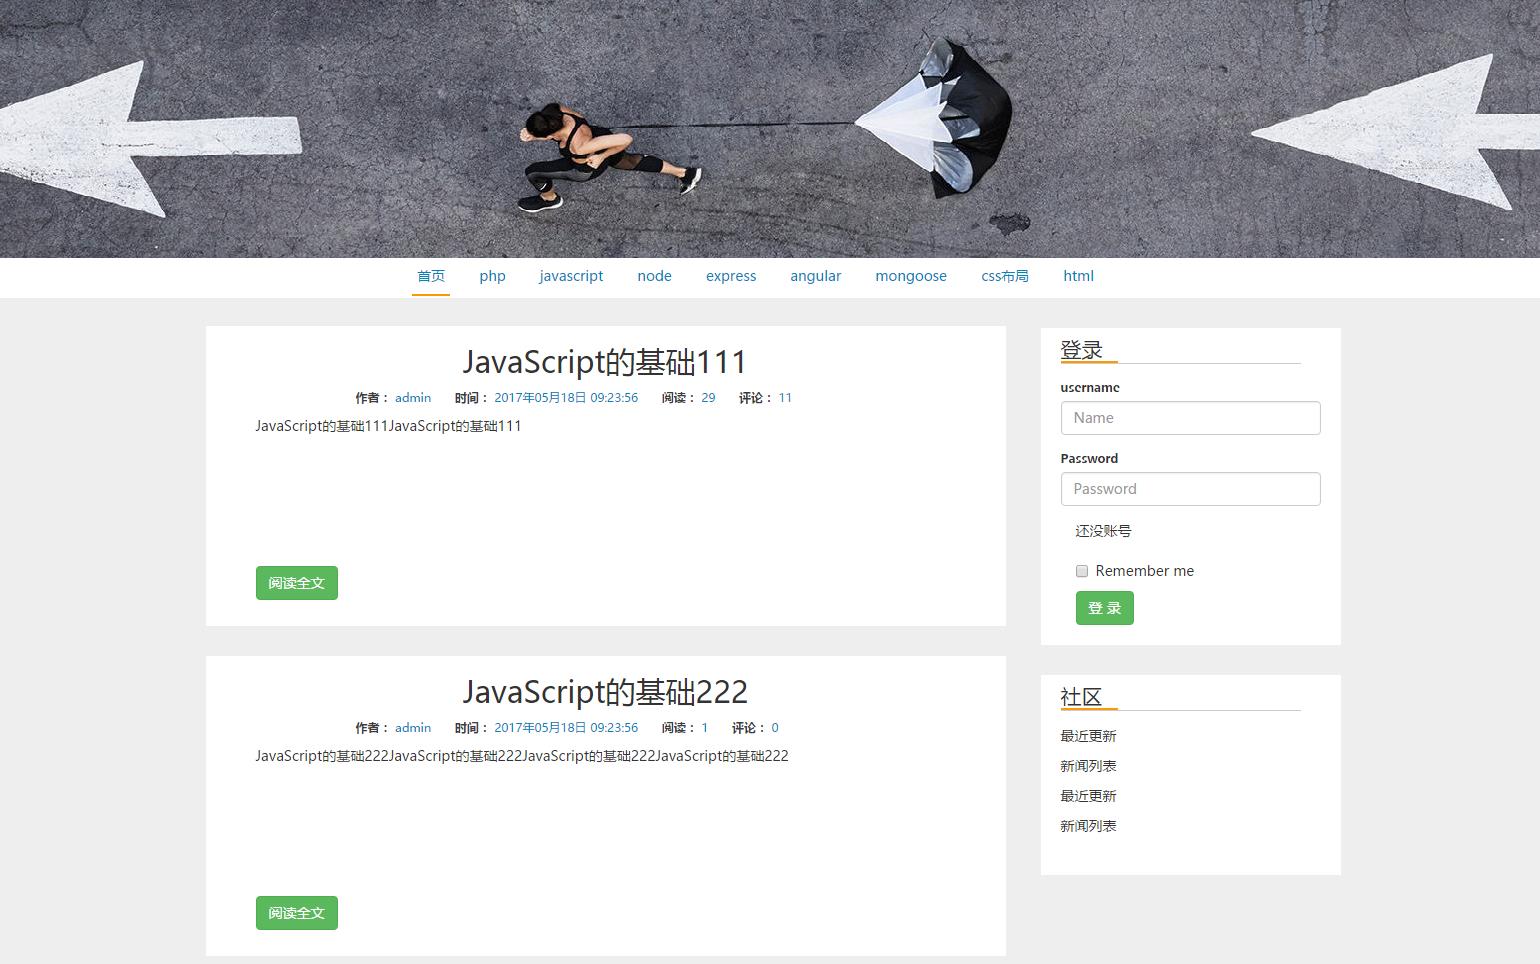 首页 php javascript node express angular mongoose css布局 html
JavaScript的基础111
作者： admin 时间： 2017年05月18日 09:23:56 阅读： 29 评论： 11
JavaScript的基础111JavaScript的基础111
阅读全文
JavaScript的基础222
作者： admin 时间： 2017年05月18日 09:23:56 阅读： 1 评论： 0
JavaScript的基础222JavaScript的基础222JavaScript的基础222JavaScript的基础222
阅读全文
登录
username
Name
Password
Password
还没账号
Remember me
登 录
社区
最近更新
新闻列表
最近更新
新闻列表